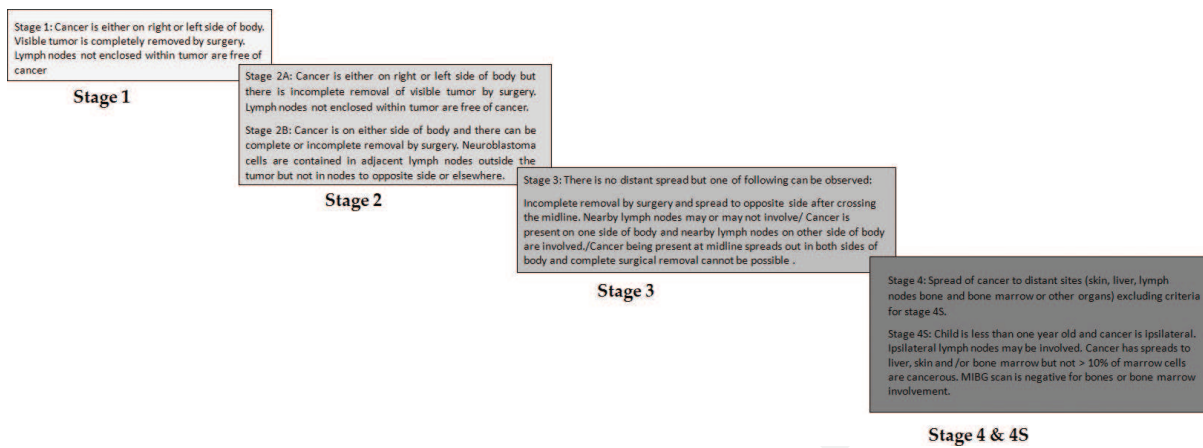 Stage 1: Cancer is either on right or left side of body.
Visible tumor is completely removed by surgery.
Lymph nodes not enclosed within tumor are free of
cancer
Stage 1
Stage 2A: Cancer is either on right or left side of body but
there is incomplete removal of visible tumor by surgery.
Lymph nodes not enclosed within tumor are free of cancer.
Stage 2B: Cancer is on either side of body and there can be
complete or incomplete removal by surgery. Neuroblastoma
cells are contained in adjacent lymph nodes outside the
tumor but not in nodes to opposite side or elsewhere.
Stage 2
Stage 3: There is no distant spread but one of following can be observed:
Incomplete removal by surgery and spread to opposite side after crossing
the midline. Nearby lymph nodes may or may not involve/ Cancer is
present on one side of body and nearby lymph nodes on other side of body
are involved./Cancer being present at midline spreads out in both sides of
body and complete surgical removal cannot be possible .
Stage 3
Stage 4: Spread of cancer to distant sites (skin, liver, lymph
nodes bone and bone marrow or other organs) excluding criteria
for stage 4S.
Stage 4S: Child is less than one year old and cancer is ipsilateral.
Ipsilateral lymph nodes may be involved. Cancer has spreads to
liver, skin and /or bone marrow but not > 10% of marrow cells
are cancerous. MIBG scan is negative for bones or bone marrow
involvement.
Stage 4 & 4S